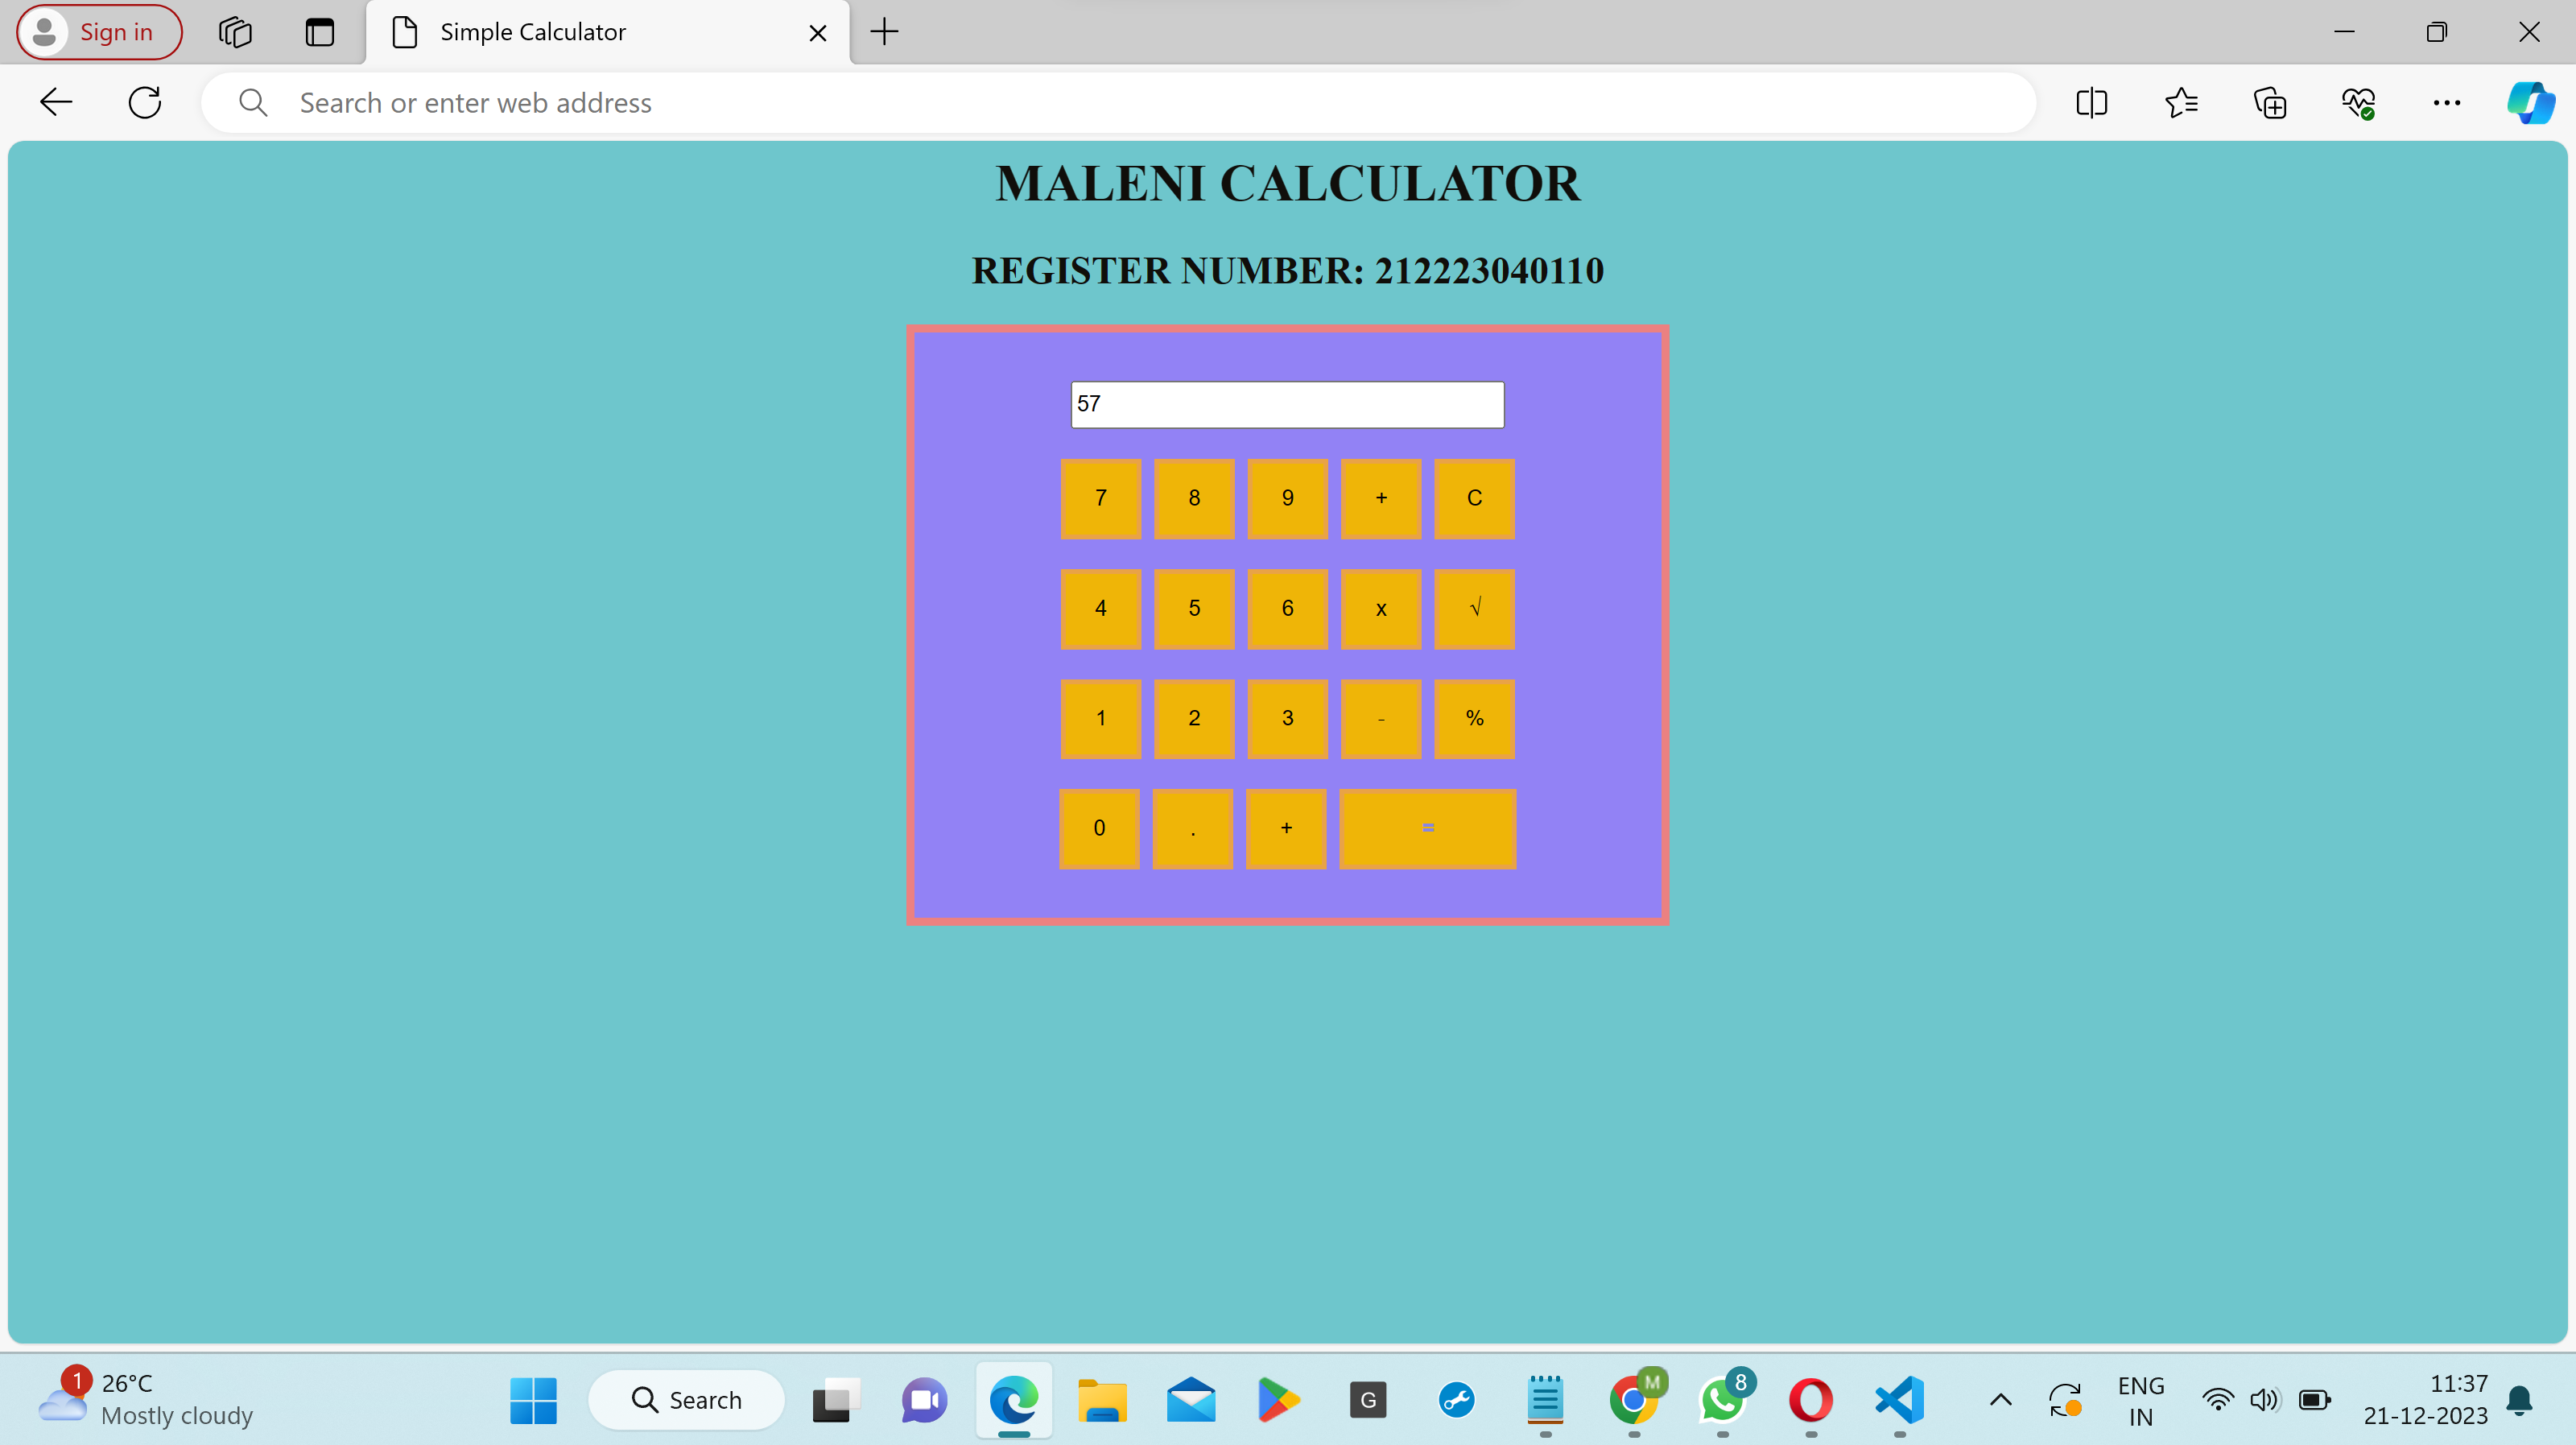 Sign in
Simple Calculator
Search or enter web address
MALENI CALCULATOR
REGISTER NUMBER: 212223040110
57
7 8 9 + C
4 5 6 x √
1 2 3 - %
0 . + =
1
26°C
Mostly cloudy
Search
G
M
8
ENG
IN
11:37
21-12-2023